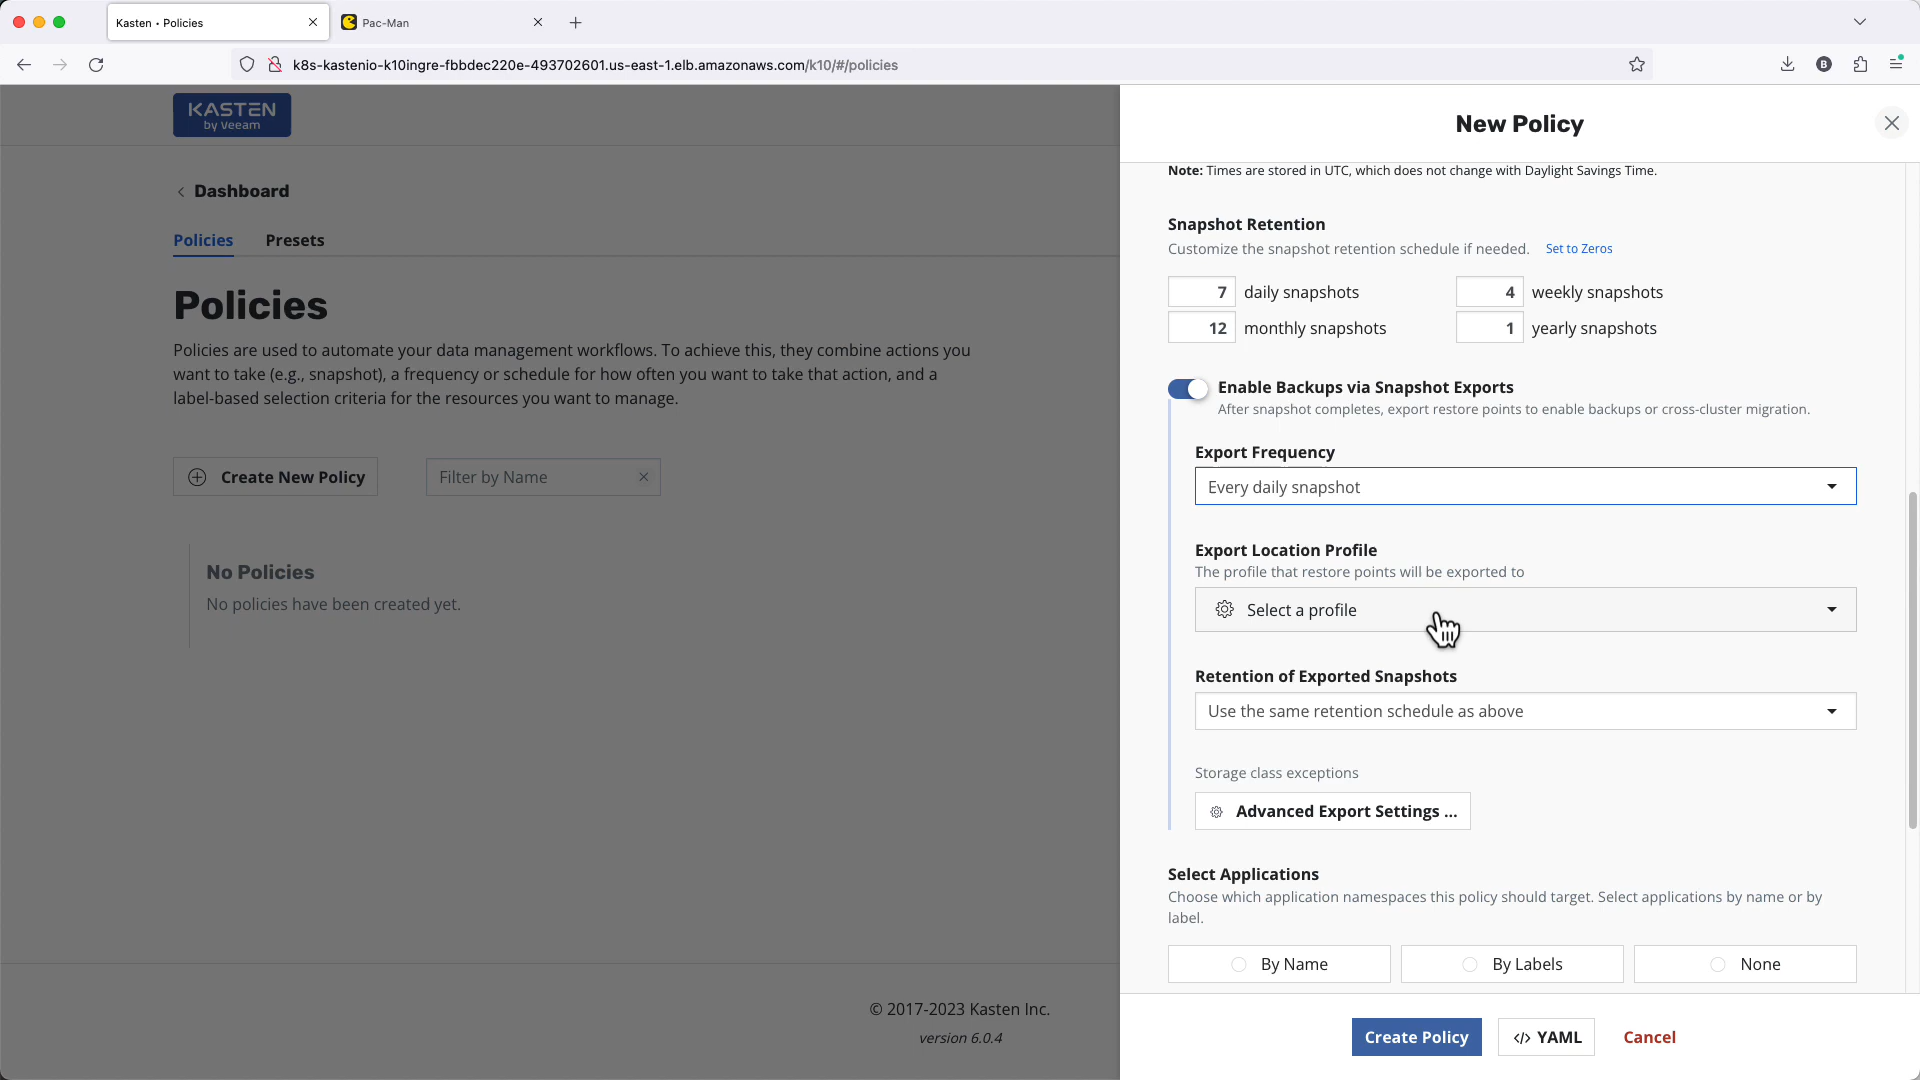 Kasten • Policies
Pac-Man
k8s-kastenio-k10ingre-fbbdec220e-493702601.us-east-1.elb.amazonaws.com/k10/#/policies
B
KASTEN
by Veeam
Dashboard
Policies
Presets
Policies
Policies are used to automate your data management workflows. To achieve this, they combine actions you
want to take (e.g., snapshot), a frequency or schedule for how often you want to take that action, and a
label-based selection criteria for the resources you want to manage.
Create New Policy
Filter by Name
No Policies
No policies have been created yet.
© 2017-2023 Kasten Inc.
version 6.0.4
New Policy
Note: Times are stored in UTC, which does not change with Daylight Savings Time.
Snapshot Retention
Customize the snapshot retention schedule if needed. Set to Zeros
7 daily snapshots
4 weekly snapshots
12 monthly snapshots
1 yearly snapshots
Enable Backups via Snapshot Exports
After snapshot completes, export restore points to enable backups or cross-cluster migration.
Export Frequency
Every daily snapshot
Export Location Profile
The profile that restore points will be exported to
Select a profile
Retention of Exported Snapshots
Use the same retention schedule as above
Storage class exceptions
Advanced Export Settings ...
Select Applications
Choose which application namespaces this policy should target. Select applications by name or by
label.
By Name
By Labels
None
Create Policy
</> YAML
Cancel